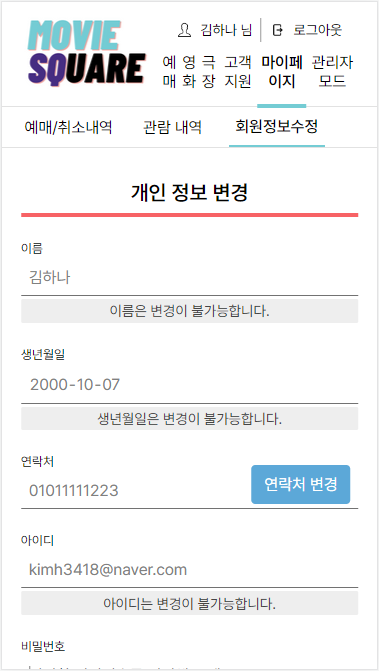 MOVIE
SQUARE
김하나 님
로그아웃
예매
영화
극장
고객지원
마이페이지
관리자모드
예매/취소내역
관람 내역
회원정보수정
개인 정보 변경
이름
김하나
이름은 변경이 불가능합니다.
생년월일
2000-10-07
생년월일은 변경이 불가능합니다.
연락처
01011111223
연락처 변경
아이디
kimh3418@naver.com
아이디는 변경이 불가능합니다.
비밀번호